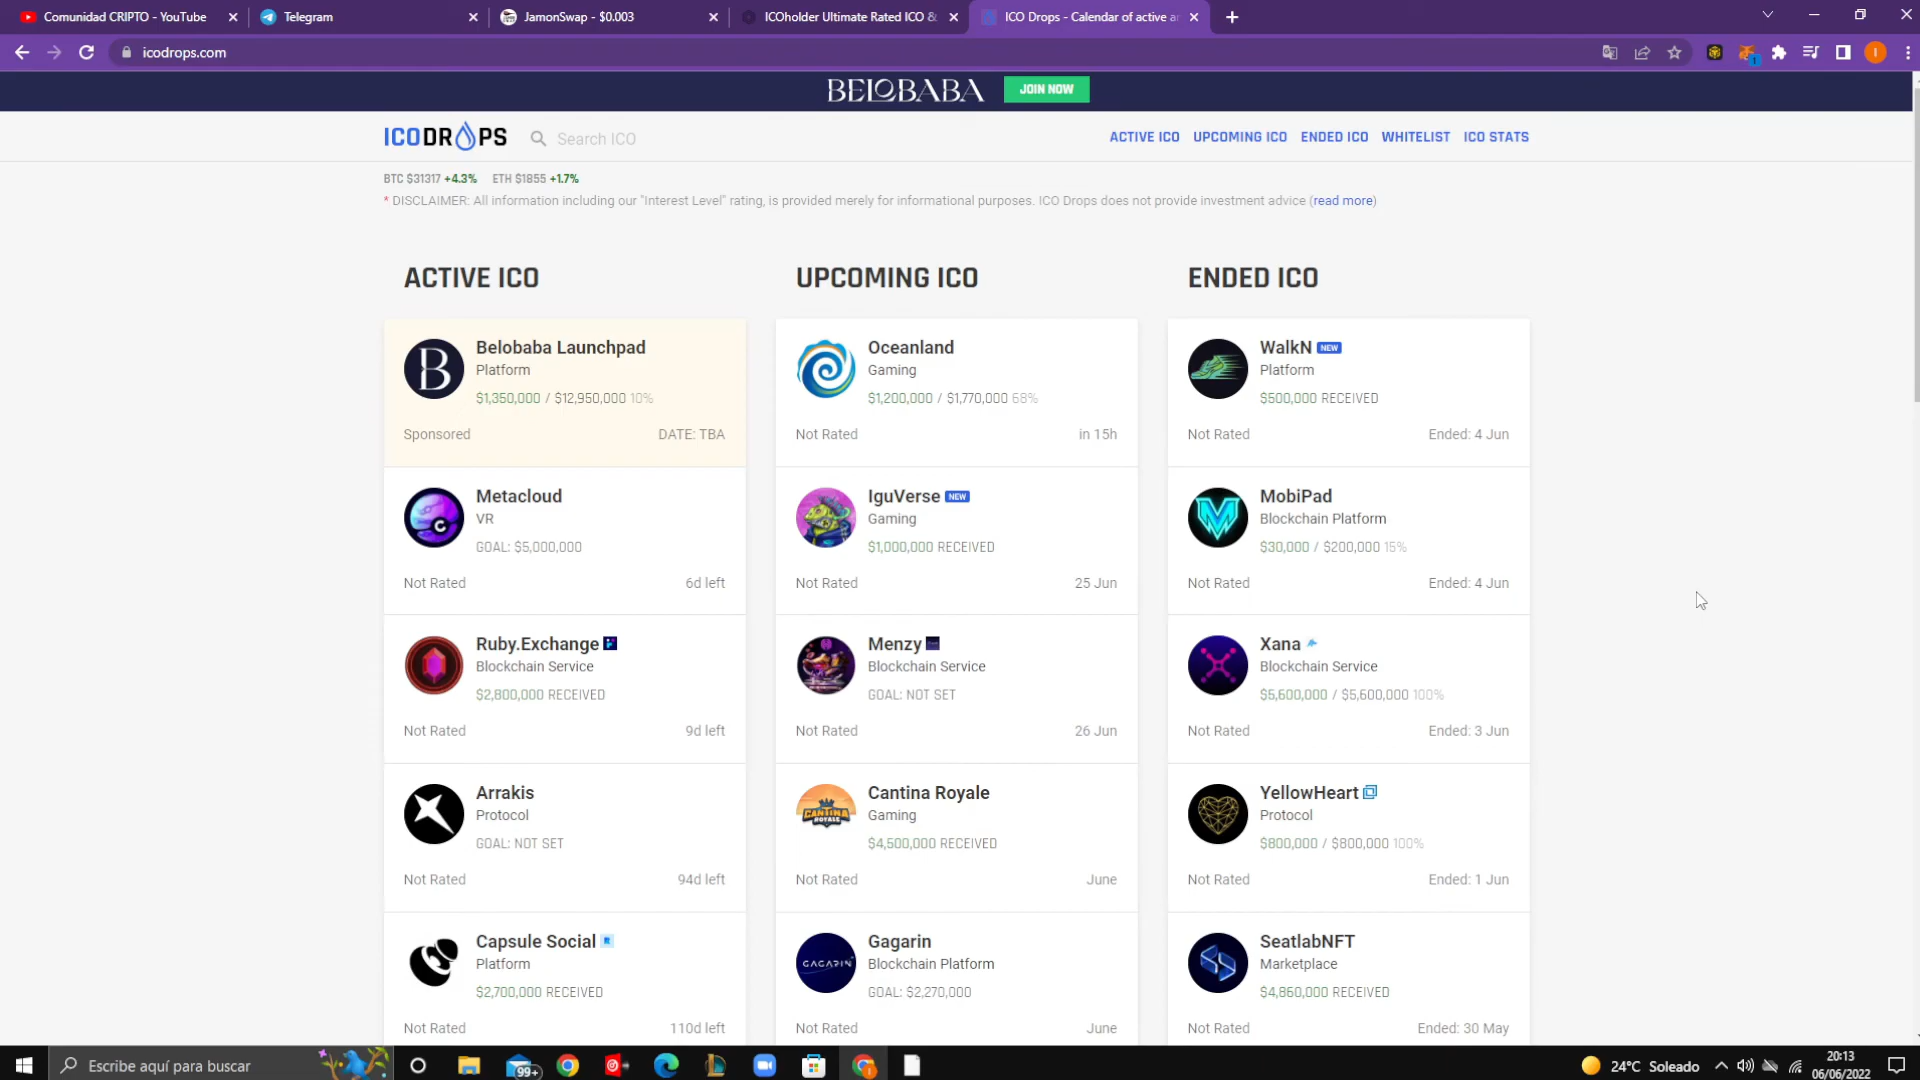 Comunidad CRIPTO - YouTube
Telegram
JamonSwap - $0.003
ICOholder Ultimate Rated ICO &
ICO Drops - Calendar of active a
icodrops.com
BELOBABA
JOIN NOW
ICODROPS
Search ICO
ACTIVE ICO
UPCOMING ICO
ENDED ICO
WHITELIST
ICO STATS
BTC $31317 +4.3% ETH $1855 +1.7%
* DISCLAIMER: All information including our "Interest Level" rating, is provided merely for informational purposes. ICO Drops does not provide investment advice (read more)
ACTIVE ICO
Belobaba Launchpad
Platform
$1,350,000 / $12,950,000 10%
Sponsored
DATE: TBA
Metacloud
VR
GOAL: $5,000,000
Not Rated
6d left
Ruby.Exchange
Blockchain Service
$2,800,000 RECEIVED
Not Rated
9d left
Arrakis
Protocol
GOAL: NOT SET
Not Rated
94d left
Capsule Social
Platform
$2,700,000 RECEIVED
Not Rated
110d left
UPCOMING ICO
Oceanland
Gaming
$1,200,000 / $1,770,000 68%
Not Rated
in 15h
IguVerse NEW
Gaming
$1,000,000 RECEIVED
Not Rated
25 Jun
Menzy
Blockchain Service
GOAL: NOT SET
Not Rated
26 Jun
CANTINA ROYALE
Cantina Royale
Gaming
$4,500,000 RECEIVED
Not Rated
June
GAGARIN
Gagarin
Blockchain Platform
GOAL: $2,270,000
Not Rated
June
ENDED ICO
WalkN NEW
Platform
$500,000 RECEIVED
Not Rated
Ended: 4 Jun
MobiPad
Blockchain Platform
$30,000 / $200,000 15%
Not Rated
Ended: 4 Jun
Xana
Blockchain Service
$5,600,000 / $5,600,000 100%
Not Rated
Ended: 3 Jun
YellowHeart
Protocol
$800,000 / $800,000 100%
Not Rated
Ended: 1 Jun
SeatlabNFT
Marketplace
$4,860,000 RECEIVED
Not Rated
Ended: 30 May
Escribe aquí para buscar
99+
24°C Soleado
20:13
06/06/2022